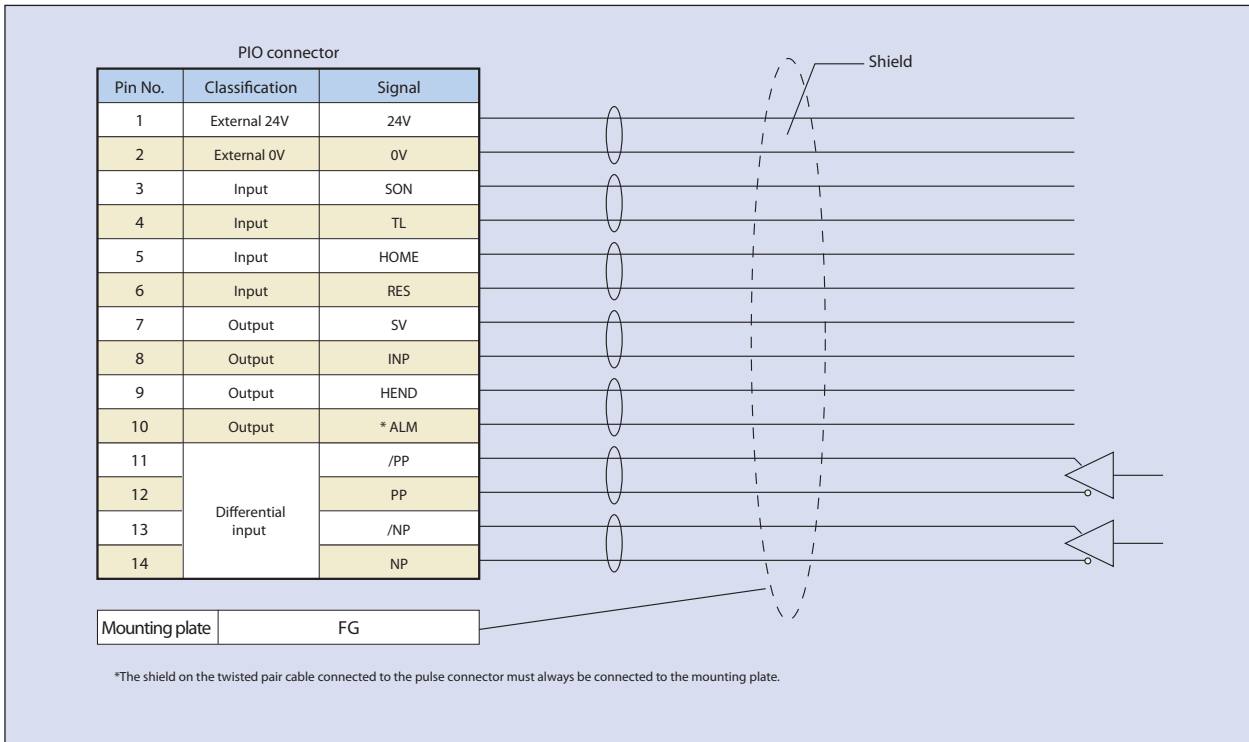 PIO connector
Shield
Pin No. Classification Signal
1 External 24V 24V
2 External 0V 0V
3 Input SON
4 Input TL
5 Input HOME
6 Input RES
7 Output SV
8 Output INP
9 Output HEND
10 Output * ALM
11 /PP
12 PP
Differential
input
13 /NP
14 NP
Mounting plate FG
*The shield on the twisted pair cable connected to the pulse connector must always be connected to the mounting plate.